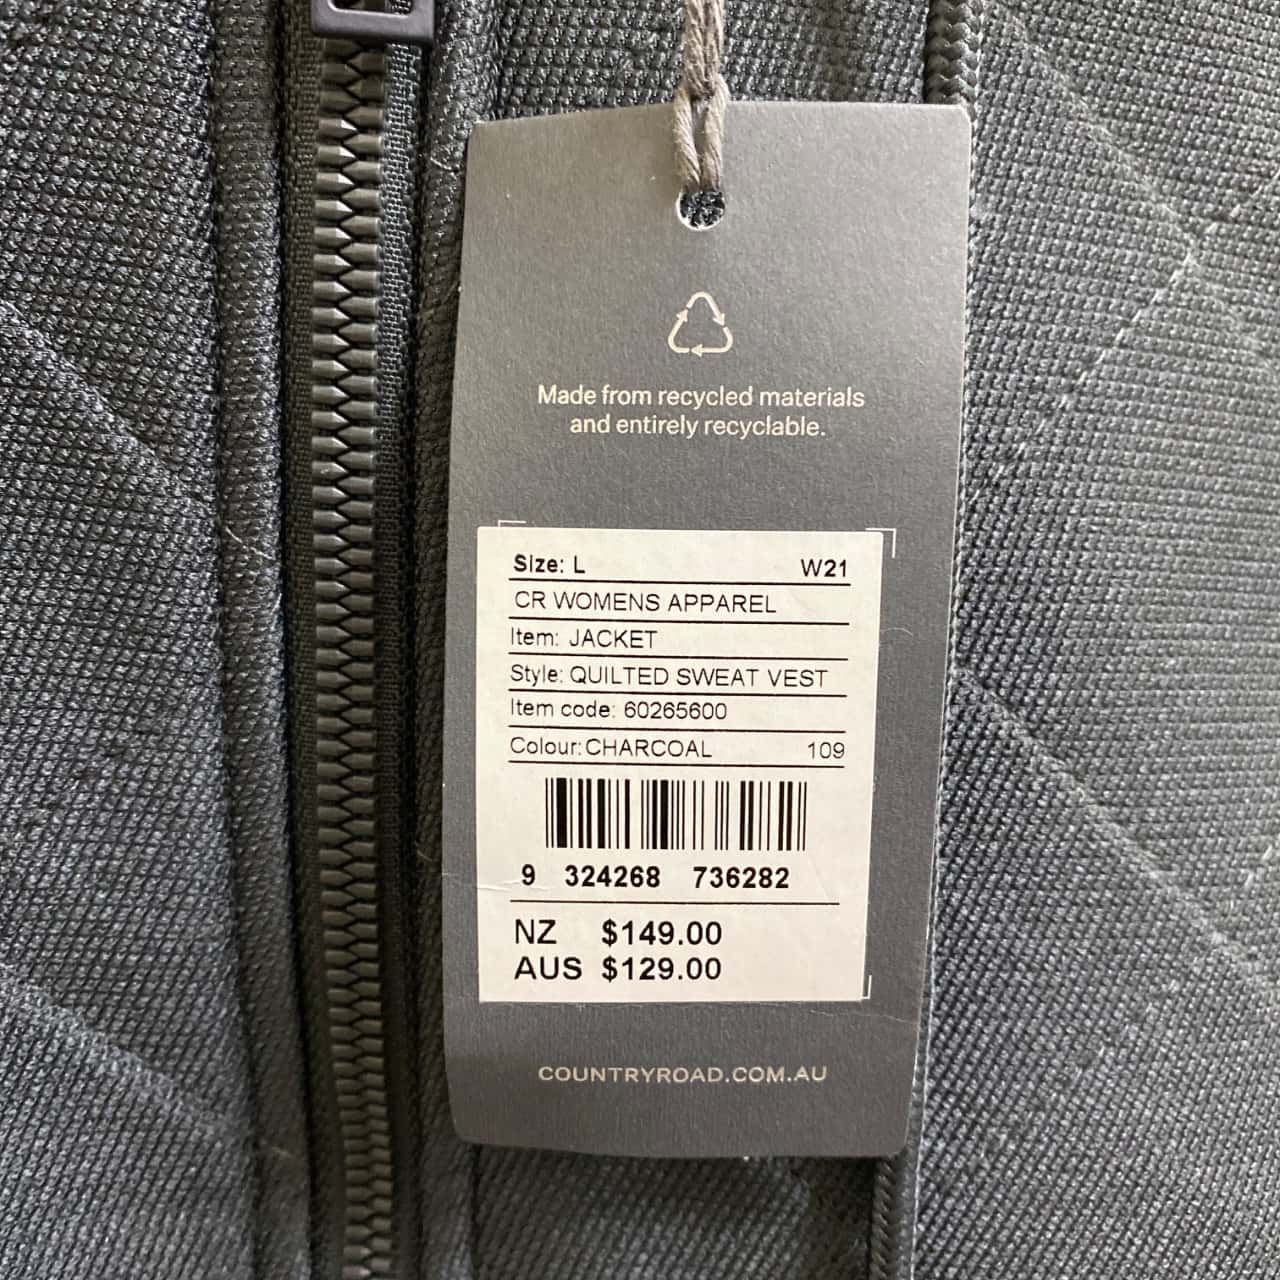 Made from recycled materials
and entirely recyclable.
Size: L W21
CR WOMENS APPAREL
Item: JACKET
Style: QUILTED SWEAT VEST
Item code: 60265600
Colour: CHARCOAL 109
9 324268 736282
NZ $149.00
AUS $129.00
COUNTRYROAD.COM.AU